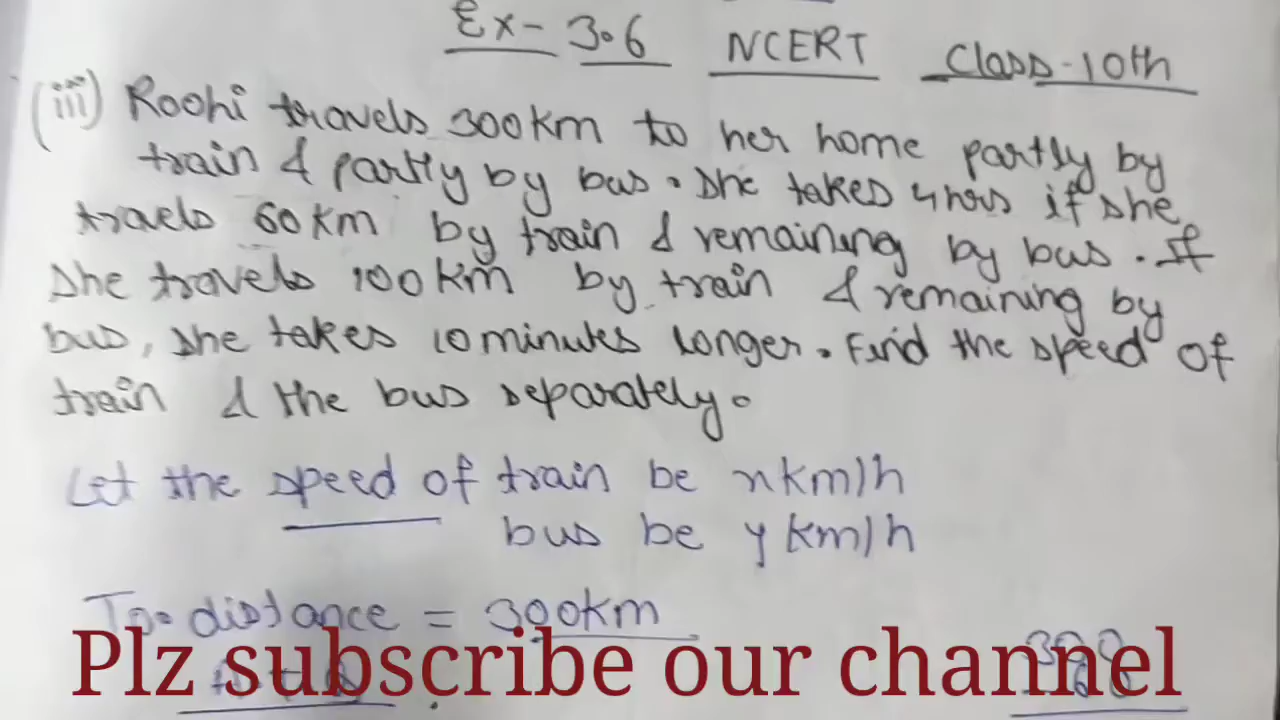 Ex- 3.6 NCERT Class-10th
(iii) Roohi travels 300km to her home partly by
train & partly by bus. She takes 4hrs if she
travels 60km by train & remaining by bus. If
she travels 100km by train & remaining by
bus, she takes 10 minutes longer. Find the speed of
train & the bus separately.
Let the speed of train be x km/h
bus be y km/h
To. distance = 300km
Plz subscribe our channel